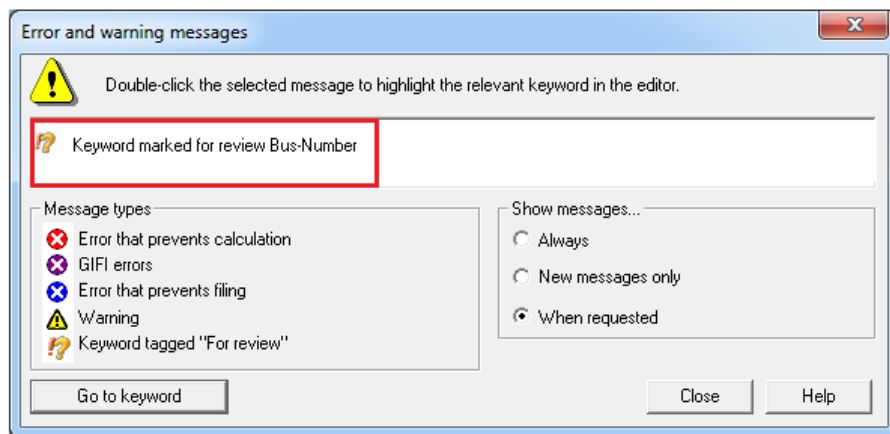 Error and warning messages
Double-click the selected message to highlight the relevant keyword in the editor.
Keyword marked for review Bus-Number
Message types
Error that prevents calculation
GIFI errors
Error that prevents filing
Warning
Keyword tagged "For review"
Show messages...
Always
New messages only
When requested
Go to keyword
Close
Help